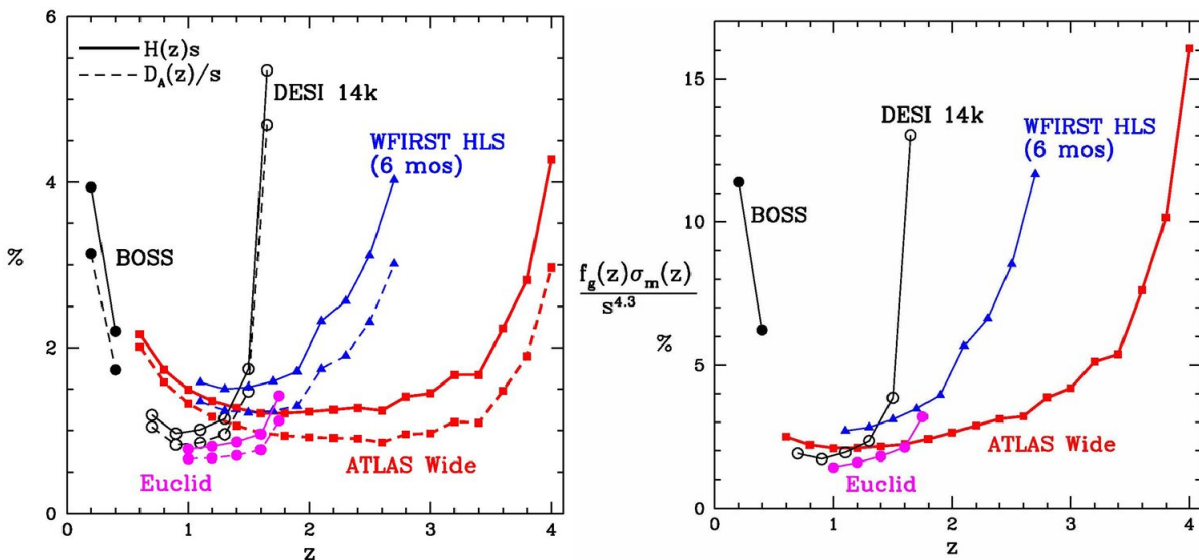 6
4
2
0
%
H(z)s
D_A(z)/s
DESI 14k
WFIRST HLS
(6 mos)
BOSS
ATLAS Wide
Euclid
0 1 2 3 4
z
15
10
5
0
f_g(z)σ_m(z)
s^4.3
%
DESI 14k
WFIRST HLS
(6 mos)
BOSS
ATLAS Wide
Euclid
0 1 2 3 4
z